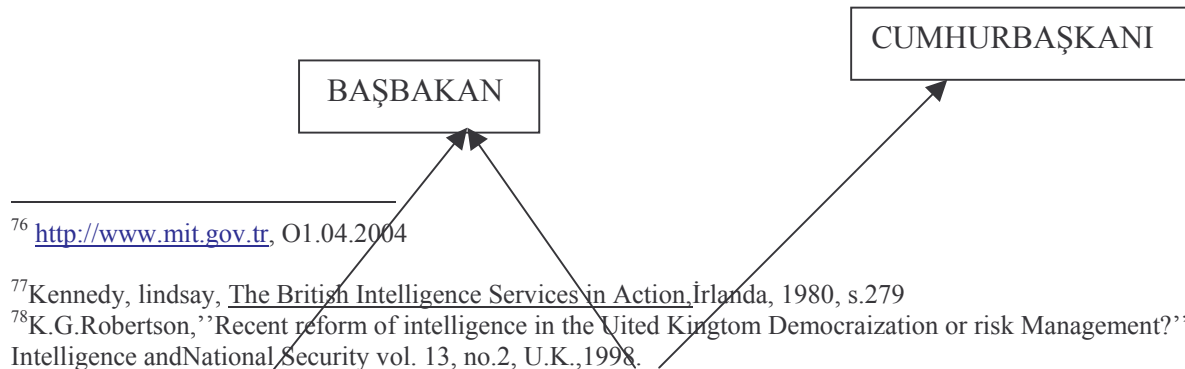 CUMHURBAŞKANI
BAŞBAKAN
76 http://www.mit.gov.tr, O1.04.2004
77Kennedy, lindsay, The British Intelligence Services in Action,İrlanda, 1980, s.279
78K.G.Robertson,’’Recent reform of intelligence in the Uited Kingtom Democraization or risk Management?’’
Intelligence andNational Security vol. 13, no.2, U.K.,1998.